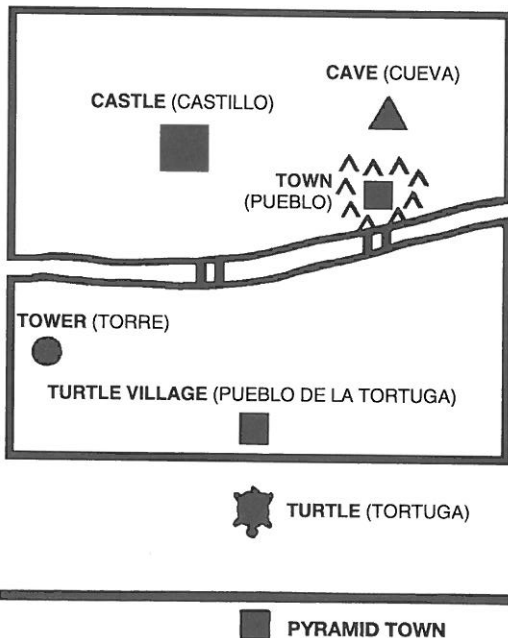 CAVE (CUEVA)
CASTLE (CASTILLO)
TOWN
(PUEBLO)
TOWER (TORRE)
TURTLE VILLAGE (PUEBLO DE LA TORTUGA)
TURTLE (TORTUGA)
PYRAMID TOWN